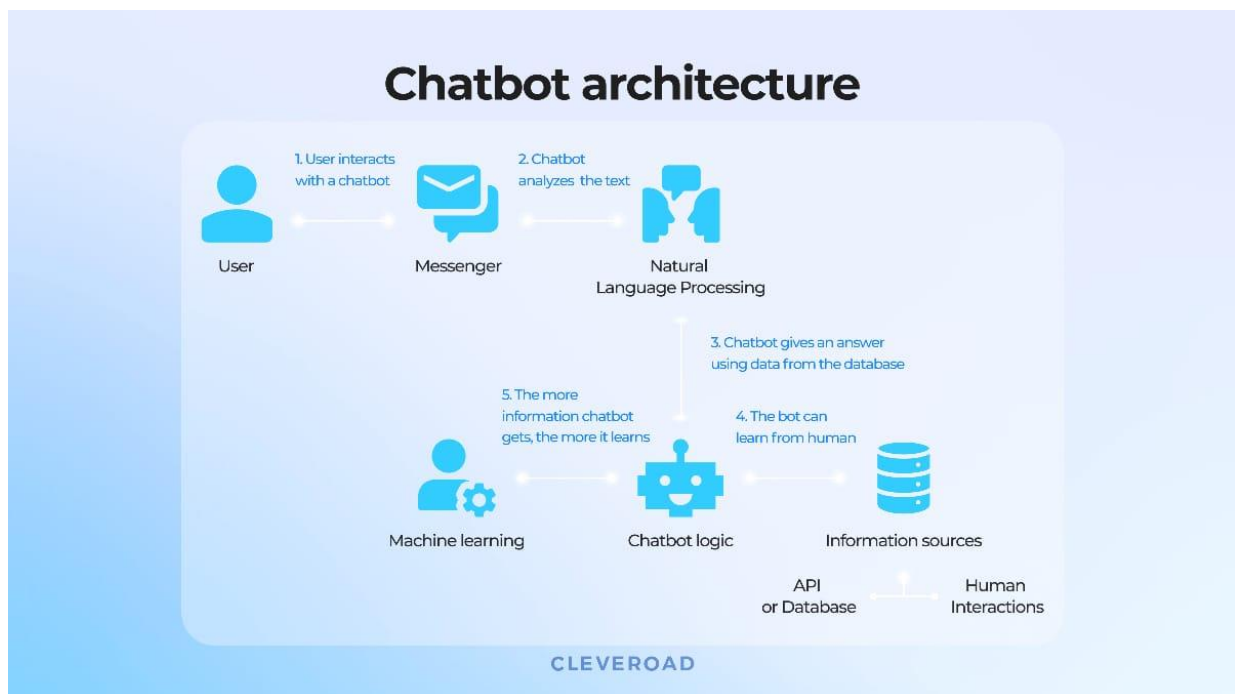 Chatbot architecture
1. User interacts
with a chatbot
2. Chatbot
analyzes the text
User
Messenger
Natural
Language Processing
3. Chatbot gives an answer
using data from the database
5. The more
information chatbot
gets, the more it learns
4. The bot can
learn from human
Machine learning
Chatbot logic
Information sources
API
or Database
Human
Interactions
CLEVEROAD